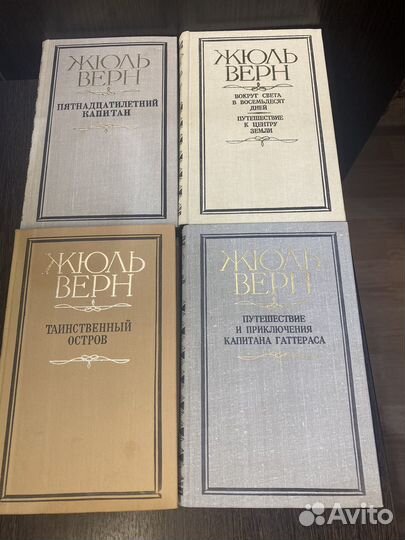 ЖЮЛЬ
ВЕРН
ПЯТНАДЦАТИЛЕТНИЙ
КАПИТАН
ЖЮЛЬ
ВЕРН
ВОКРУГ СВЕТА
В ВОСЕМЬДЕСЯТ
ДНЕЙ
ПУТЕШЕСТВИЕ
К ЦЕНТРУ
ЗЕМЛИ
ЖЮЛЬ
ВЕРН
ТАИНСТВЕННЫЙ
ОСТРОВ
ЖЮЛЬ
ВЕРН
ПУТЕШЕСТВИЕ
И ПРИКЛЮЧЕНИЯ
КАПИТАНА ГАТТЕРАСА
Avito